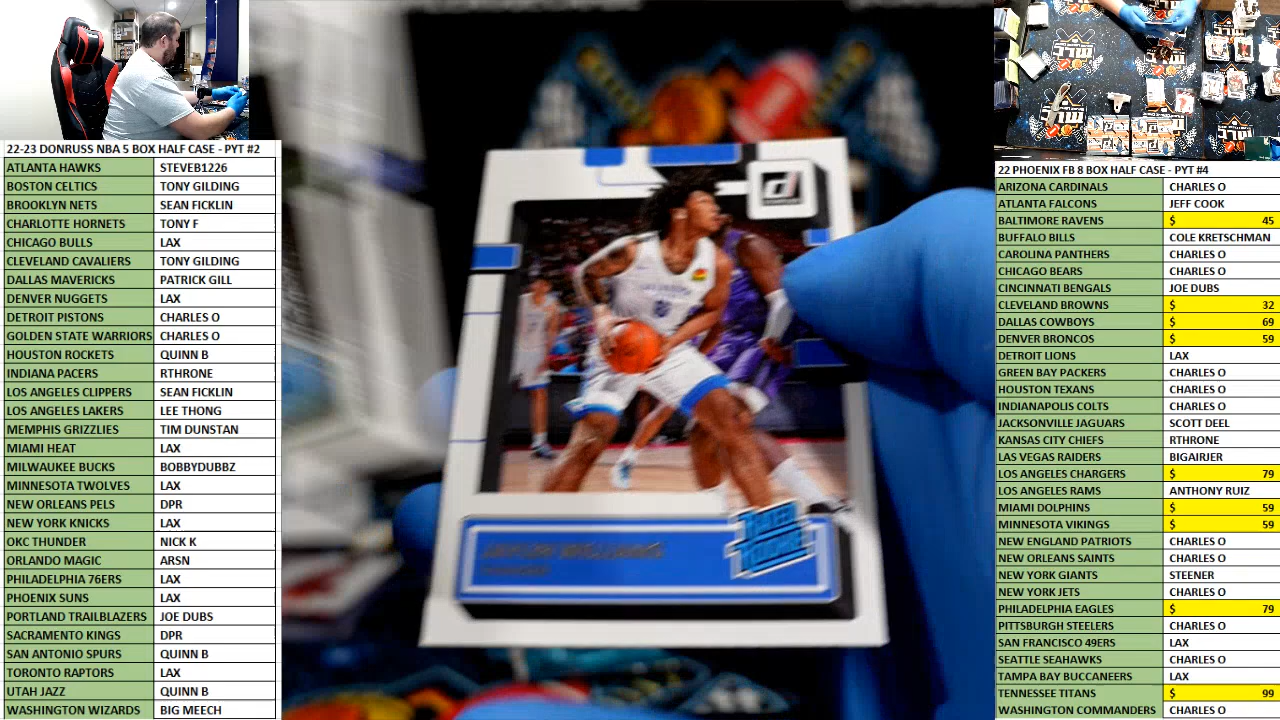 22-23 DONRUSS NBA 5 BOX HALF CASE - PYT #2
ATLANTA HAWKS STEVEB1226
BOSTON CELTICS TONY GILDING
BROOKLYN NETS SEAN FICKLIN
CHARLOTTE HORNETS TONY F
CHICAGO BULLS LAX
CLEVELAND CAVALIERS TONY GILDING
DALLAS MAVERICKS PATRICK GILL
DENVER NUGGETS LAX
DETROIT PISTONS CHARLES O
GOLDEN STATE WARRIORS CHARLES O
HOUSTON ROCKETS QUINN B
INDIANA PACERS RTHRONE
LOS ANGELES CLIPPERS SEAN FICKLIN
LOS ANGELES LAKERS LEE THONG
MEMPHIS GRIZZLIES TIM DUNSTAN
MIAMI HEAT LAX
MILWAUKEE BUCKS BOBBYDUBBZ
MINNESOTA TWOLVES LAX
NEW ORLEANS PELS DPR
NEW YORK KNICKS LAX
OKC THUNDER NICK K
ORLANDO MAGIC ARSN
PHILADELPHIA 76ERS LAX
PHOENIX SUNS LAX
PORTLAND TRAILBLAZERS JOE DUBS
SACRAMENTO KINGS DPR
SAN ANTONIO SPURS QUINN B
TORONTO RAPTORS LAX
UTAH JAZZ QUINN B
WASHINGTON WIZARDS BIG MEECH
RATED
ROOKIE
22 PHOENIX FB 8 BOX HALF CASE - PYT #4
ARIZONA CARDINALS CHARLES O
ATLANTA FALCONS JEFF COOK
BALTIMORE RAVENS $ 45
BUFFALO BILLS COLE KRETSCHMAN
CAROLINA PANTHERS CHARLES O
CHICAGO BEARS CHARLES O
CINCINNATI BENGALS JOE DUBS
CLEVELAND BROWNS $ 32
DALLAS COWBOYS $ 69
DENVER BRONCOS $ 59
DETROIT LIONS LAX
GREEN BAY PACKERS CHARLES O
HOUSTON TEXANS CHARLES O
INDIANAPOLIS COLTS CHARLES O
JACKSONVILLE JAGUARS SCOTT DEEL
KANSAS CITY CHIEFS RTHRONE
LAS VEGAS RAIDERS BIGAIRJER
LOS ANGELES CHARGERS $ 79
LOS ANGELES RAMS ANTHONY RUIZ
MIAMI DOLPHINS $ 59
MINNESOTA VIKINGS $ 59
NEW ENGLAND PATRIOTS CHARLES O
NEW ORLEANS SAINTS CHARLES O
NEW YORK GIANTS STEENER
NEW YORK JETS CHARLES O
PHILADELPHIA EAGLES $ 79
PITTSBURGH STEELERS CHARLES O
SAN FRANCISCO 49ERS LAX
SEATTLE SEAHAWKS CHARLES O
TAMPA BAY BUCCANEERS LAX
TENNESSEE TITANS $ 99
WASHINGTON COMMANDERS CHARLES O